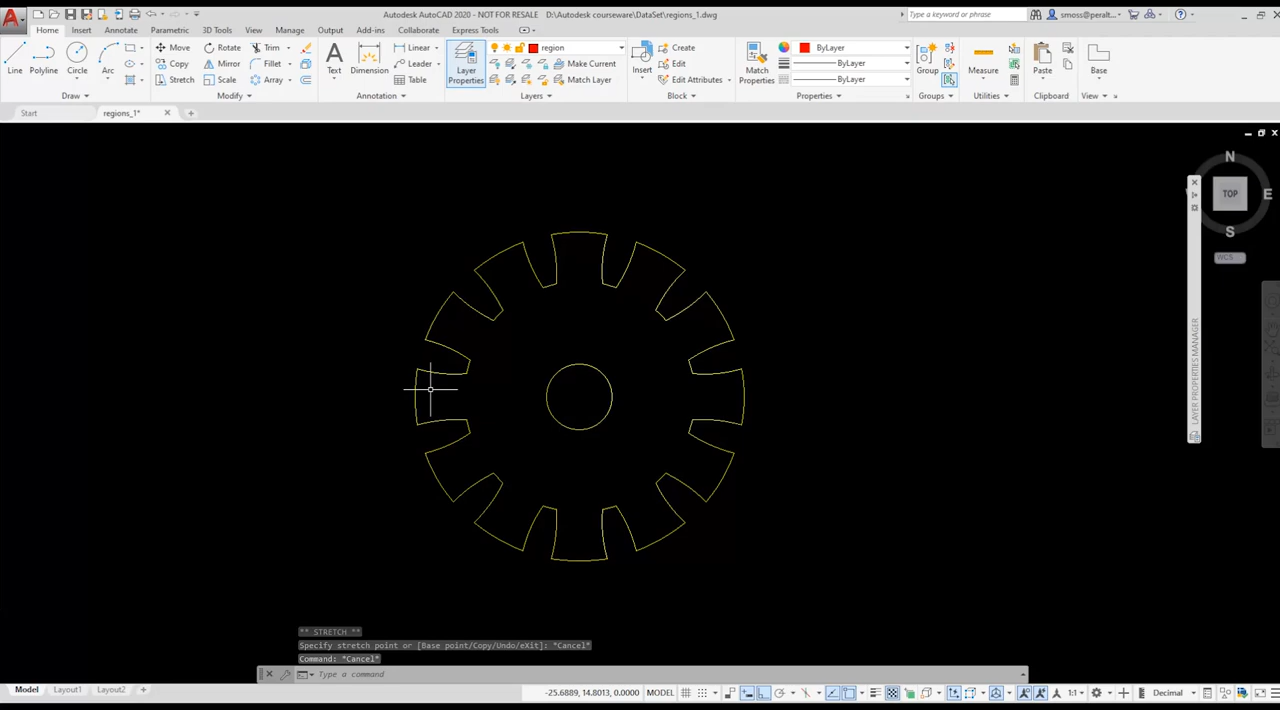 Autodesk AutoCAD 2020 - NOT FOR RESALE D:\Autodesk courseware\DataSet\regions_1.dwg
Type a keyword or phrase
smoss@peralt...
Home Insert Annotate Parametric 3D Tools View Manage Output Add-ins Collaborate Express Tools
Line Polyline Circle Arc
Move Rotate Trim
Copy Mirror Fillet
Stretch Scale Array
Text Dimension
Linear
Leader
Table
Layer Properties
region
Make Current
Match Layer
Insert
Create
Edit
Edit Attributes
Match Properties
ByLayer
ByLayer
ByLayer
Group
Measure
Paste
Base
Draw Modify Annotation Layers Block Properties Groups Utilities Clipboard View
Start regions_1*
N
TOP
E
S
WCS
LAYER PROPERTIES MANAGER
** STRETCH **
Specify stretch point or [Base point/Copy/Undo/eXit]: *Cancel*
Command: *Cancel*
Type a command
Model Layout1 Layout2
-25.6889, 14.8013, 0.0000 MODEL
1:1
Decimal